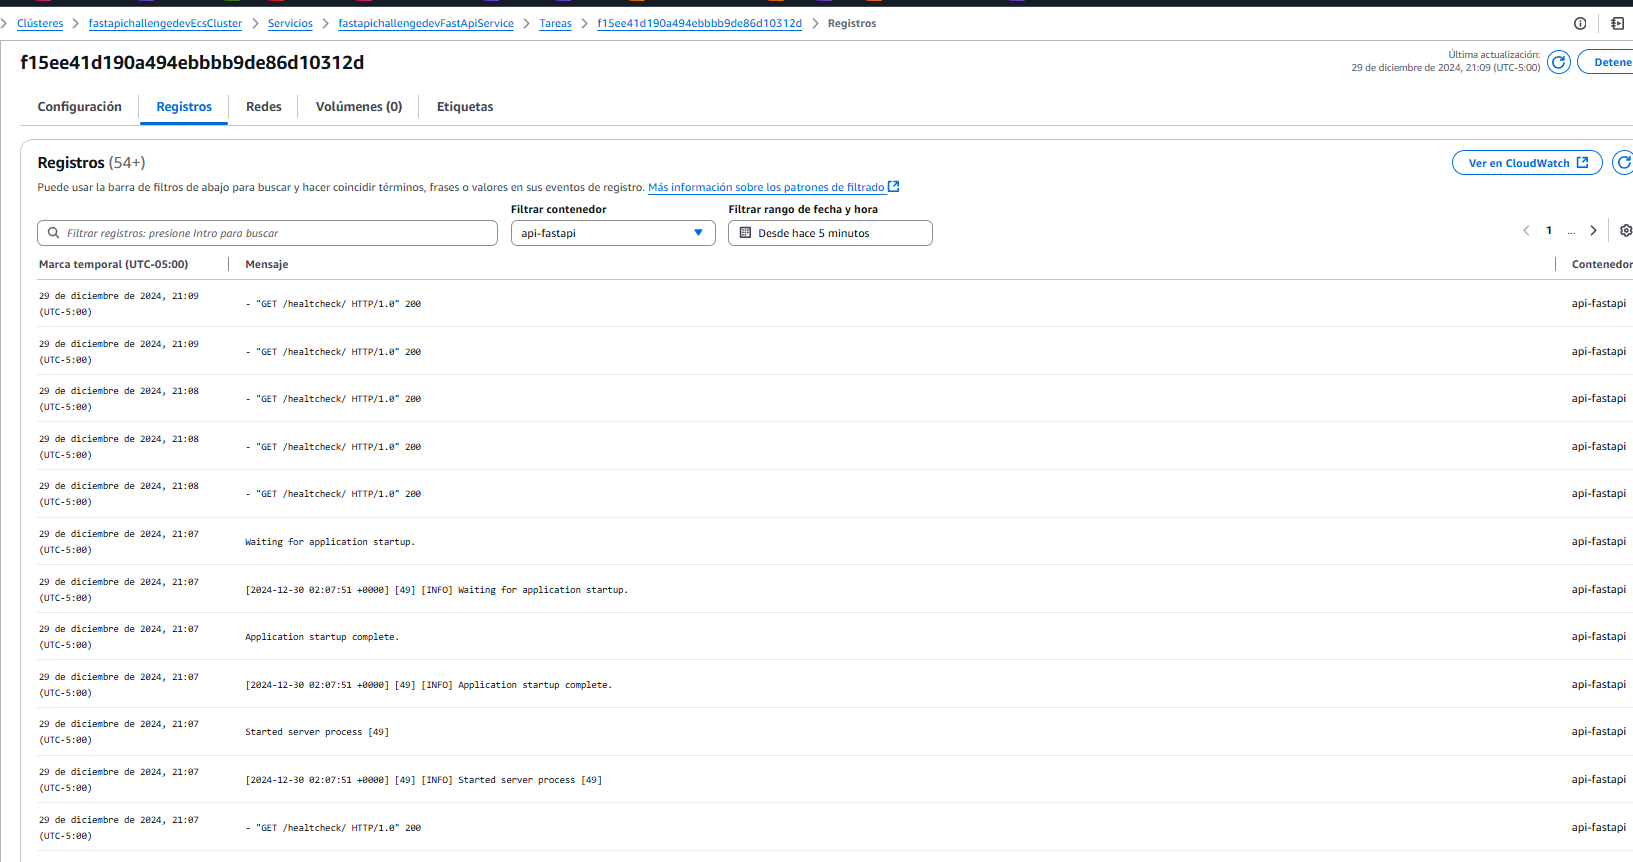 Clústeres
fastapichallengedevEcsCluster
Servicios
fastapichallengedevFastApiService
Tareas
f15ee41d190a494ebbbb9de86d10312d
Registros
f15ee41d190a494ebbbb9de86d10312d
Última actualización:
29 de diciembre de 2024, 21:09 (UTC-5:00)
Detene
Configuración
Registros
Redes
Volúmenes (0)
Etiquetas
Registros (54+)
Ver en CloudWatch
Puede usar la barra de filtros de abajo para buscar y hacer coincidir términos, frases o valores en sus eventos de registro. Más información sobre los patrones de filtrado
Filtrar contenedor
Filtrar rango de fecha y hora
Filtrar registros: presione Intro para buscar
api-fastapi
Desde hace 5 minutos
1 ...
Marca temporal (UTC-05:00)
Mensaje
Contenedor
29 de diciembre de 2024, 21:09
(UTC-5:00)
- "GET /healtcheck/ HTTP/1.0" 200
api-fastapi
29 de diciembre de 2024, 21:09
(UTC-5:00)
- "GET /healtcheck/ HTTP/1.0" 200
api-fastapi
29 de diciembre de 2024, 21:08
(UTC-5:00)
- "GET /healtcheck/ HTTP/1.0" 200
api-fastapi
29 de diciembre de 2024, 21:08
(UTC-5:00)
- "GET /healtcheck/ HTTP/1.0" 200
api-fastapi
29 de diciembre de 2024, 21:08
(UTC-5:00)
- "GET /healtcheck/ HTTP/1.0" 200
api-fastapi
29 de diciembre de 2024, 21:07
(UTC-5:00)
Waiting for application startup.
api-fastapi
29 de diciembre de 2024, 21:07
(UTC-5:00)
[2024-12-30 02:07:51 +0000] [49] [INFO] Waiting for application startup.
api-fastapi
29 de diciembre de 2024, 21:07
(UTC-5:00)
Application startup complete.
api-fastapi
29 de diciembre de 2024, 21:07
(UTC-5:00)
[2024-12-30 02:07:51 +0000] [49] [INFO] Application startup complete.
api-fastapi
29 de diciembre de 2024, 21:07
(UTC-5:00)
Started server process [49]
api-fastapi
29 de diciembre de 2024, 21:07
(UTC-5:00)
[2024-12-30 02:07:51 +0000] [49] [INFO] Started server process [49]
api-fastapi
29 de diciembre de 2024, 21:07
(UTC-5:00)
- "GET /healtcheck/ HTTP/1.0" 200
api-fastapi